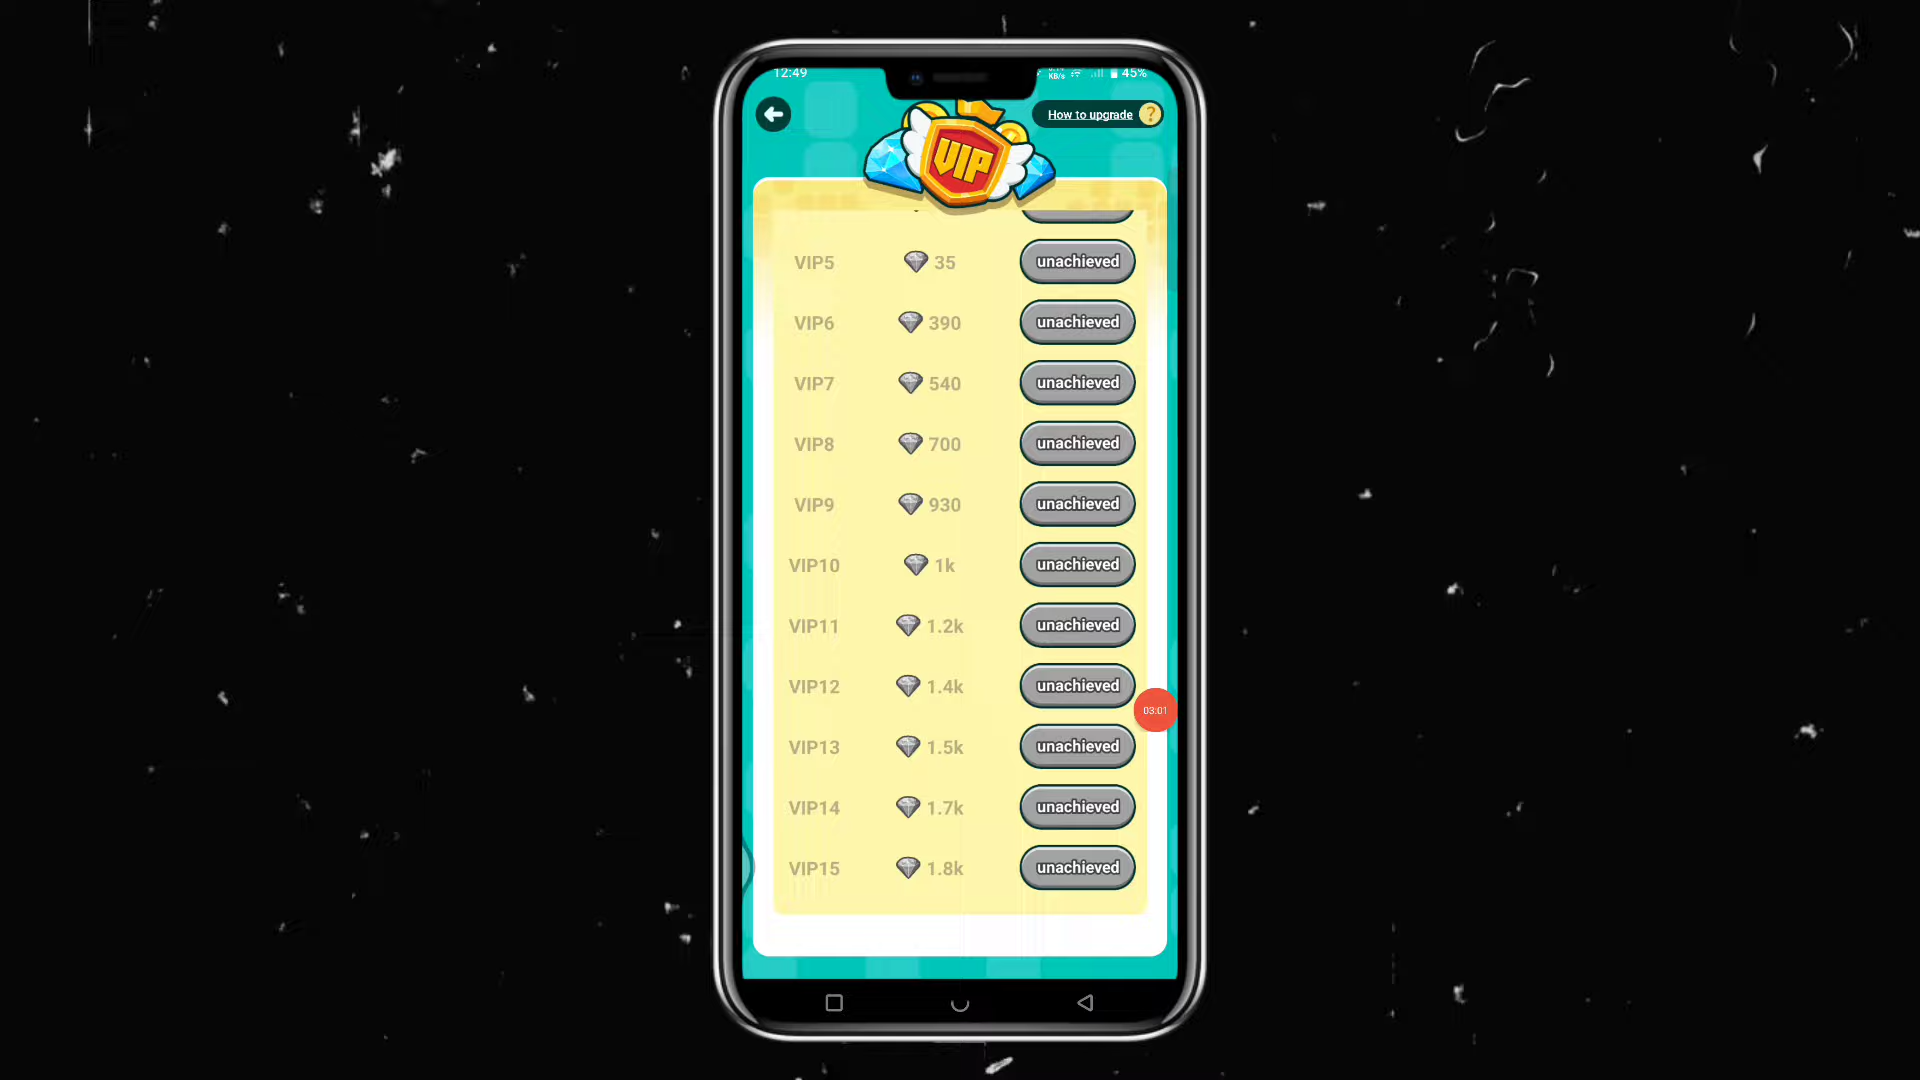 12:49
KB/s
45%
How to upgrade ?
VIP
VIP5 35 unachieved
VIP6 390 unachieved
VIP7 540 unachieved
VIP8 700 unachieved
VIP9 930 unachieved
VIP10 1k unachieved
VIP11 1.2k unachieved
VIP12 1.4k unachieved
03:01
VIP13 1.5k unachieved
VIP14 1.7k unachieved
VIP15 1.8k unachieved